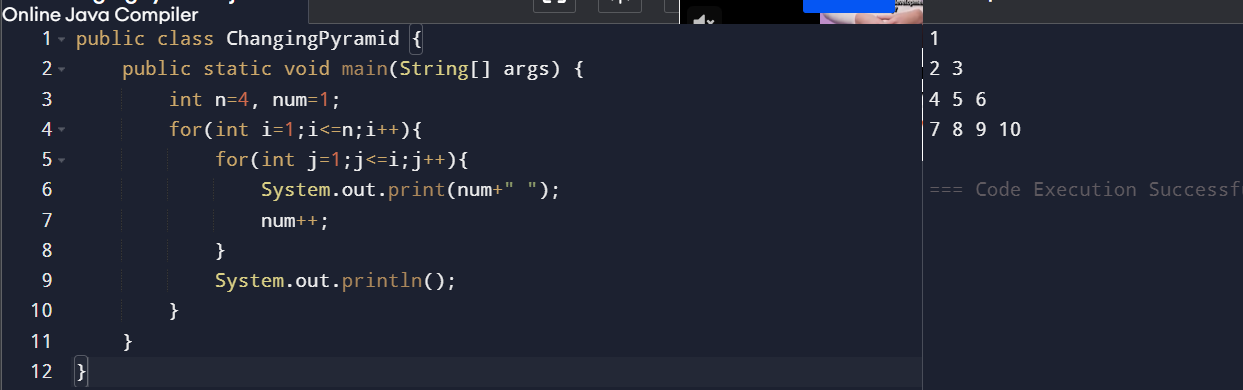 Online Java Compiler
1 public class ChangingPyramid {
2 public static void main(String[] args) {
3 int n=4, num=1;
4 for(int i=1;i<=n;i++){
5 for(int j=1;j<=i;j++){
6 System.out.print(num+" ");
7 num++;
8 }
9 System.out.println();
10 }
11 }
12 }
1
2 3
4 5 6
7 8 9 10
=== Code Execution Successf